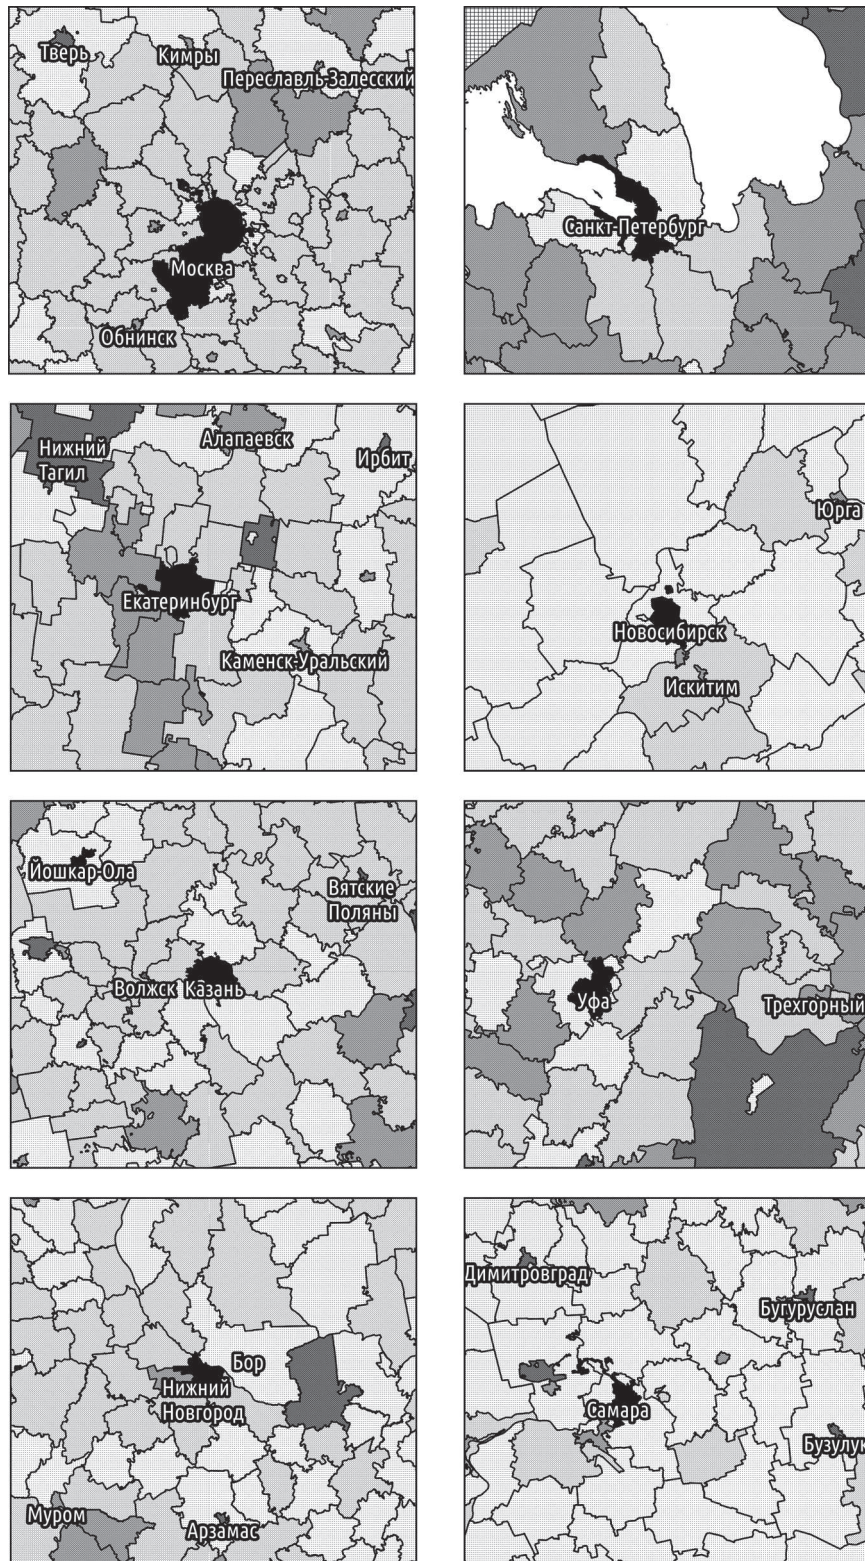 Тверь
Кимры
Переславль-Залесский
Москва
Обнинск
Санкт-Петербург
Нижний
Тагил
Алапаевск
Ирбит
Екатеринбург
Каменск-Уральский
Юрга
Новосибирск
Искитим
Йошкар-Ола
Вятские
Поляны
Волжск
Казань
Уфа
Трехгорный
Бор
Нижний
Новгород
Муром
Арзамас
Димитровград
Бугуруслан
Самара
Бузулук